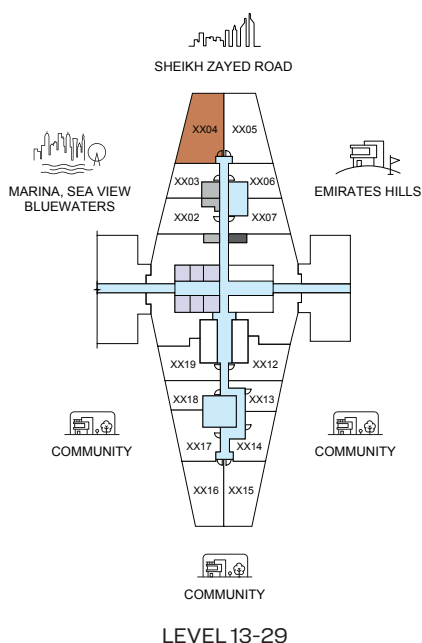 SHEIKH ZAYED ROAD
XX04
XX05
MARINA, SEA VIEW
BLUEWATERS
EMIRATES HILLS
XX03
XX06
XX02
XX07
XX19
XX12
XX18
XX13
XX17
XX14
COMMUNITY
COMMUNITY
XX16
XX15
COMMUNITY
LEVEL 13-29